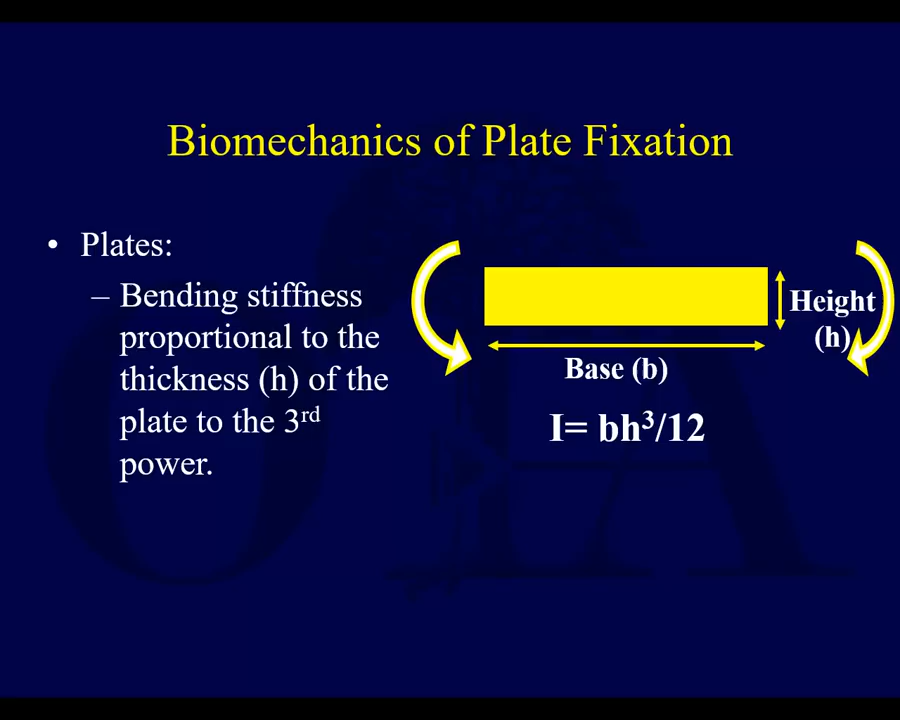 Biomechanics of Plate Fixation
• Plates:
– Bending stiffness
proportional to the
thickness (h) of the
plate to the 3rd
power.
Height
(h)
Base (b)
I= bh³/12
OTA